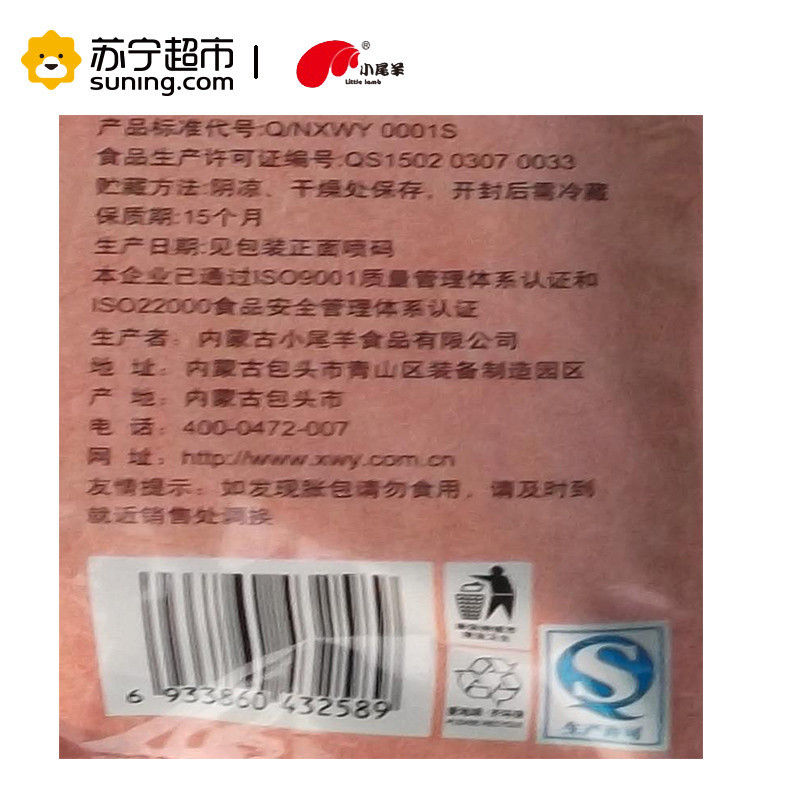 苏宁超市
suning.com
®
小尾羊
Little lamb
产品标准代号:Q/NXWY 0001S
食品生产许可证编号:QS1502 0307 0033
贮藏方法:阴凉、干燥处保存，开封后需冷藏
保质期:15个月
生产日期:见包装正面喷码
本企业已通过ISO9001质量管理体系认证和
ISO22000食品安全管理体系认证
生产者：内蒙古小尾羊食品有限公司
地 址：内蒙古包头市青山区装备制造园区
产 地：内蒙古包头市
电 话：400-0472-007
网 址：http://www.xwy.com.cn
友情提示：如发现胀包请勿食用，请及时到
就近销售处调换
6 933860 432589
生产许可